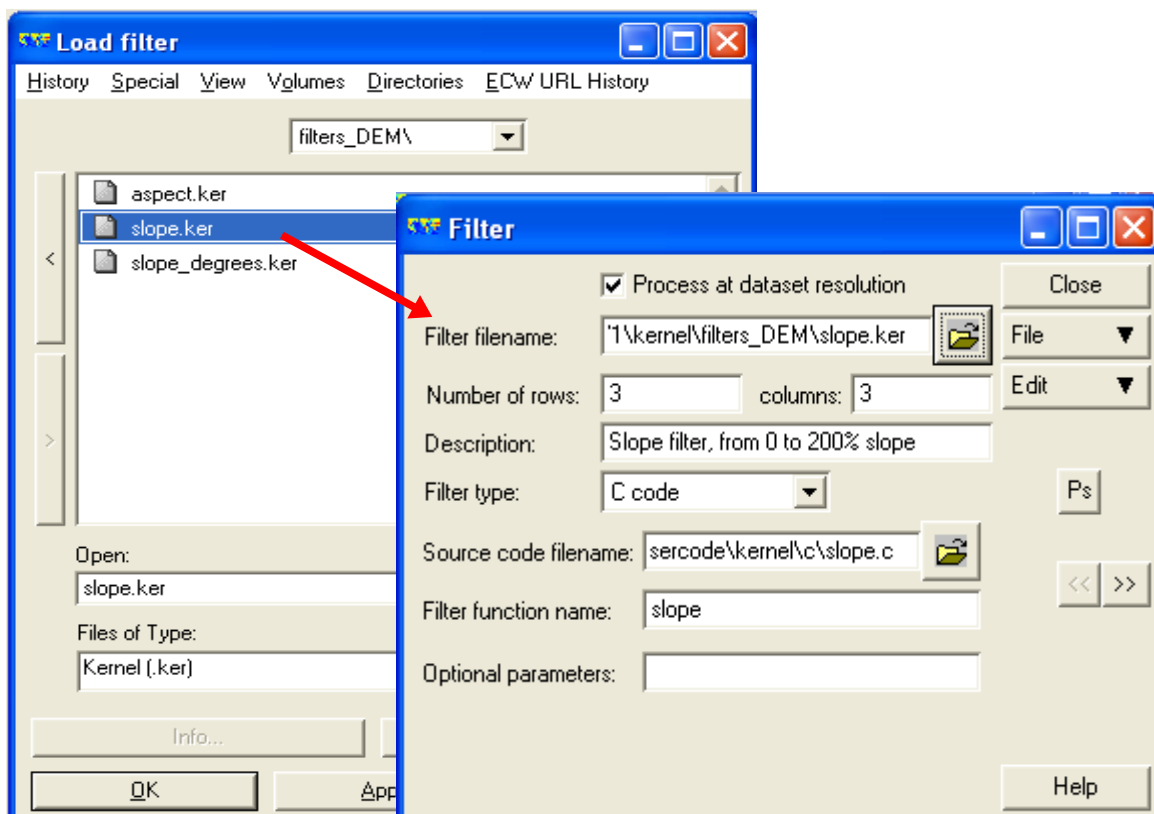 Load filter
History Special View Volumes Directories ECW URL History
filters_DEM\
aspect.ker
slope.ker
slope_degrees.ker
<
>
Open:
slope.ker
Files of Type:
Kernel (.ker)
Info...
OK
App
Filter
Process at dataset resolution
Close
Filter filename: '1\kernel\filters_DEM\slope.ker
File
Number of rows: 3 columns: 3
Edit
Description: Slope filter, from 0 to 200% slope
Filter type: C code
Ps
Source code filename: sercode\kernel\c\slope.c
<< >>
Filter function name: slope
Optional parameters:
Help